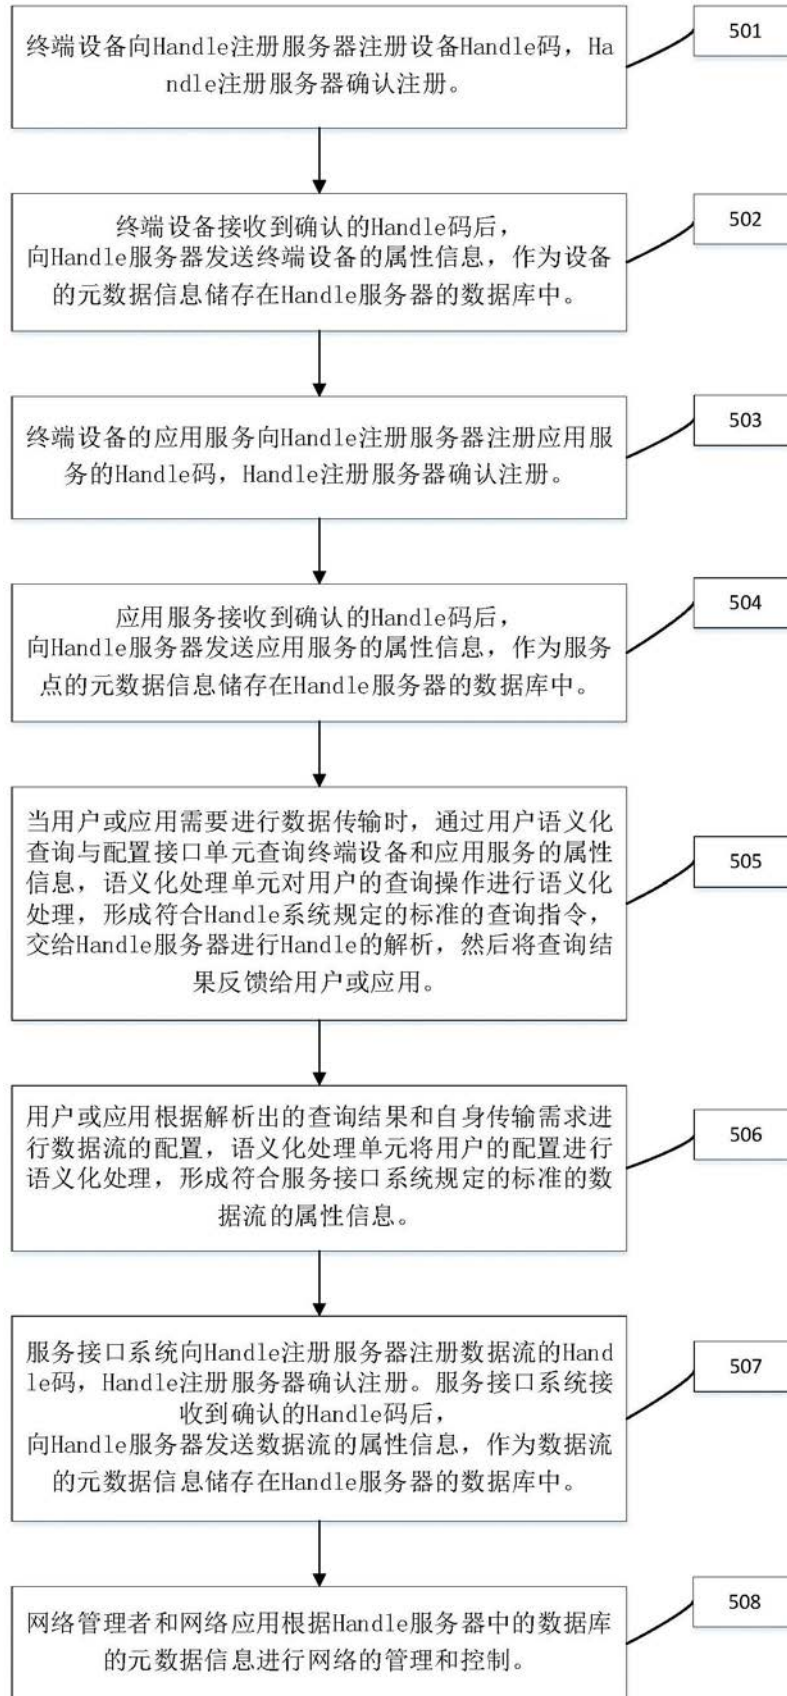 终端设备向Handle注册服务器注册设备Handle码，Ha
ndle注册服务器确认注册。
501
终端设备接收到确认的Handle码后，
向Handle服务器发送终端设备的属性信息，作为设备
的元数据信息储存在Handle服务器的数据库中。
502
终端设备的应用服务向Handle注册服务器注册应用服
务的Handle码，Handle注册服务器确认注册。
503
应用服务接收到确认的Handle码后，
向Handle服务器发送应用服务的属性信息，作为服务
点的元数据信息储存在Handle服务器的数据库中。
504
当用户或应用需要进行数据传输时，通过用户语义化
查询与配置接口单元查询终端设备和应用服务的属性
信息，语义化处理单元对用户的查询操作进行语义化
处理，形成符合Handle系统规定的标准的查询指令，
交给Handle服务器进行Handle的解析，然后将查询结
果反馈给用户或应用。
505
用户或应用根据解析出的查询结果和自身传输需求进
行数据流的配置，语义化处理单元将用户的配置进行
语义化处理，形成符合服务接口系统规定的标准的数
据流的属性信息。
506
服务接口系统向Handle注册服务器注册数据流的Hand
le码，Handle注册服务器确认注册。服务接口系统接
收到确认的Handle码后，
向Handle服务器发送数据流的属性信息，作为数据流
的元数据信息储存在Handle服务器的数据库中。
507
网络管理者和网络应用根据Handle服务器中的数据库
的元数据信息进行网络的管理和控制。
508